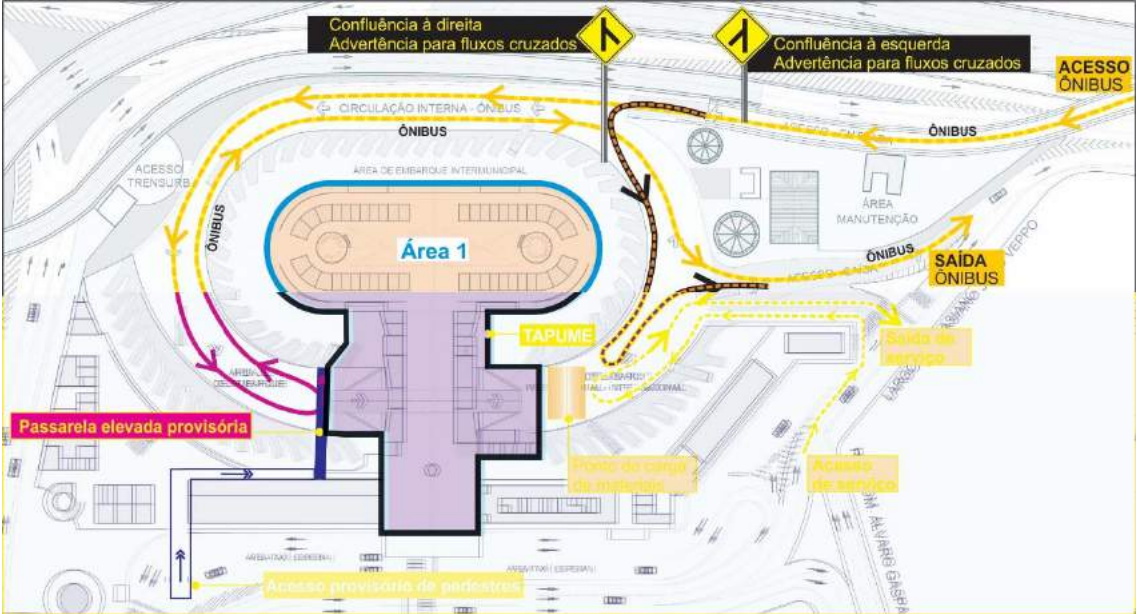 Confluência à direita
Advertência para fluxos cruzados
Confluência à esquerda
Advertência para fluxos cruzados
ACESSO
ÔNIBUS
CIRCULAÇÃO INTERNA - ÔNIBUS
ÔNIBUS
ÔNIBUS
ACESSO
TRENSURB
ÁREA DE EMBARQUE INTERMUNICIPAL
ÁREA
MANUTENÇÃO
ÔNIBUS
Área 1
ÔNIBUS
SAÍDA
ÔNIBUS
TAPUME
Saída de
serviço
Passarela elevada provisória
Ponto de carga
de materiais
Acesso
de serviço
Acesso provisório de pedestres